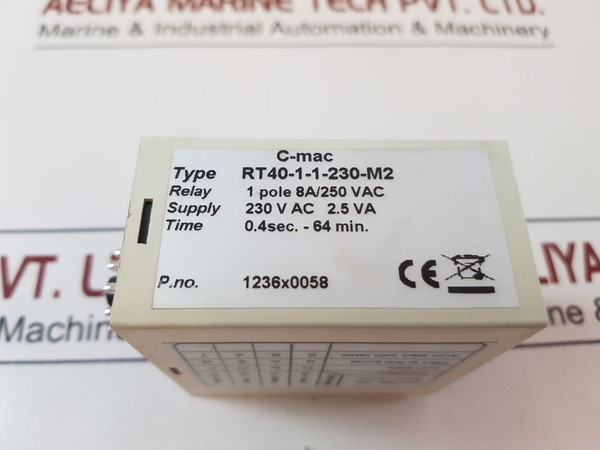 AELIYA MARINE TECH PVT. LTD.
Marine & Industrial Automation & Machinery
C-mac
Type RT40-1-1-230-M2
Relay 1 pole 8A/250 VAC
Supply 230 V AC 2.5 VA
Time 0.4sec. - 64 min.
P.no. 1236x0058
CE
VT. L
ELIYA
Machin